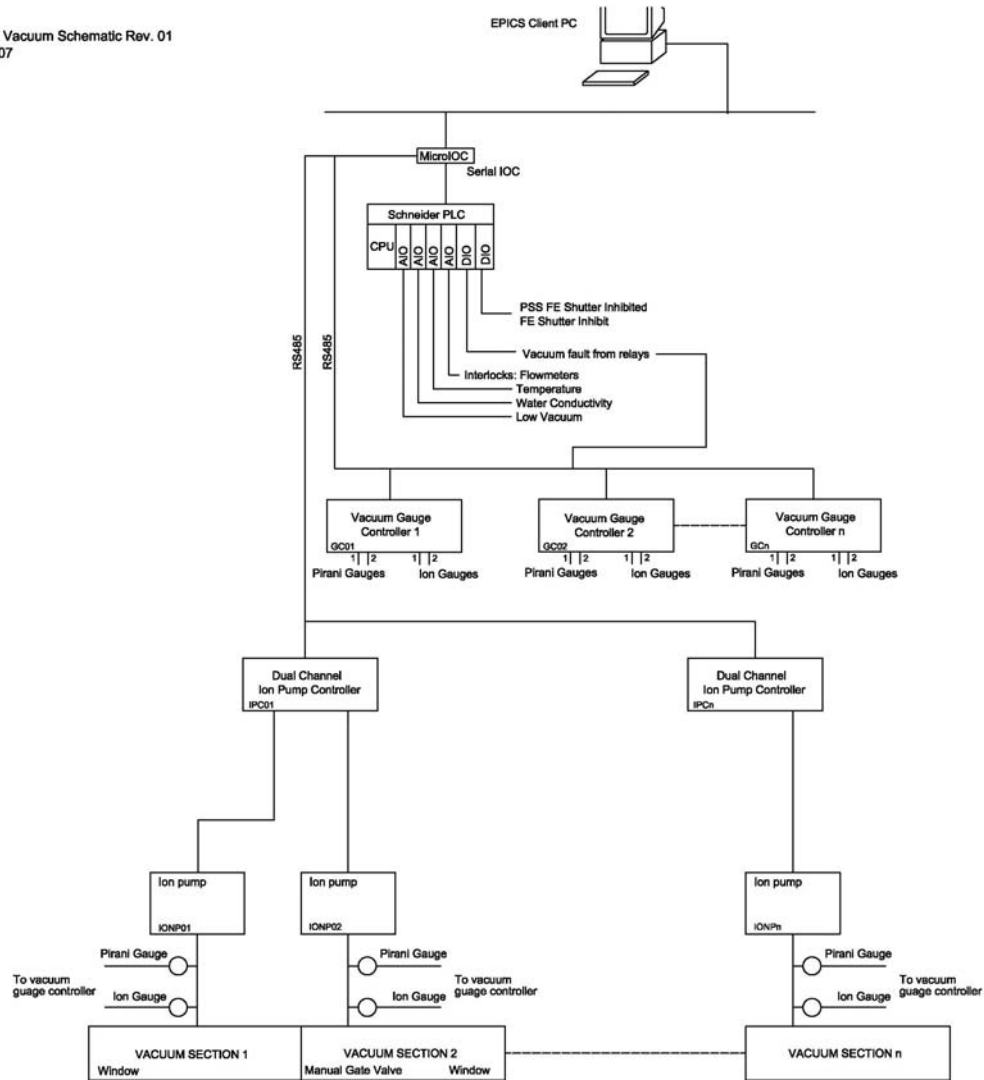 Vacuum Schematic Rev. 01
07
EPICS Client PC
MicroIOC
Serial IOC
Schneider PLC
CPU
AIO
AIO
AIO
AIO
DIO
DIO
PSS FE Shutter Inhibited
FE Shutter Inhibit
RS485
RS485
Vacuum fault from relays
Interlocks: Flowmeters
Temperature
Water Conductivity
Low Vacuum
Vacuum Gauge
Controller 1
GC01
1 2
1 2
Pirani Gauges
Ion Gauges
Vacuum Gauge
Controller 2
GC02
1 2
1 2
Pirani Gauges
Ion Gauges
Vacuum Gauge
Controller n
GCn
1 2
1 2
Pirani Gauges
Ion Gauges
Dual Channel
Ion Pump Controller
IPC01
Dual Channel
Ion Pump Controller
IPCn
Ion pump
IONP01
Ion pump
IONP02
Ion pump
IONPn
Pirani Gauge
To vacuum
guage controller
Ion Gauge
Pirani Gauge
To vacuum
guage controller
Ion Gauge
Pirani Gauge
To vacuum
guage controller
Ion Gauge
VACUUM SECTION 1
Window
VACUUM SECTION 2
Manual Gate Valve
Window
VACUUM SECTION n